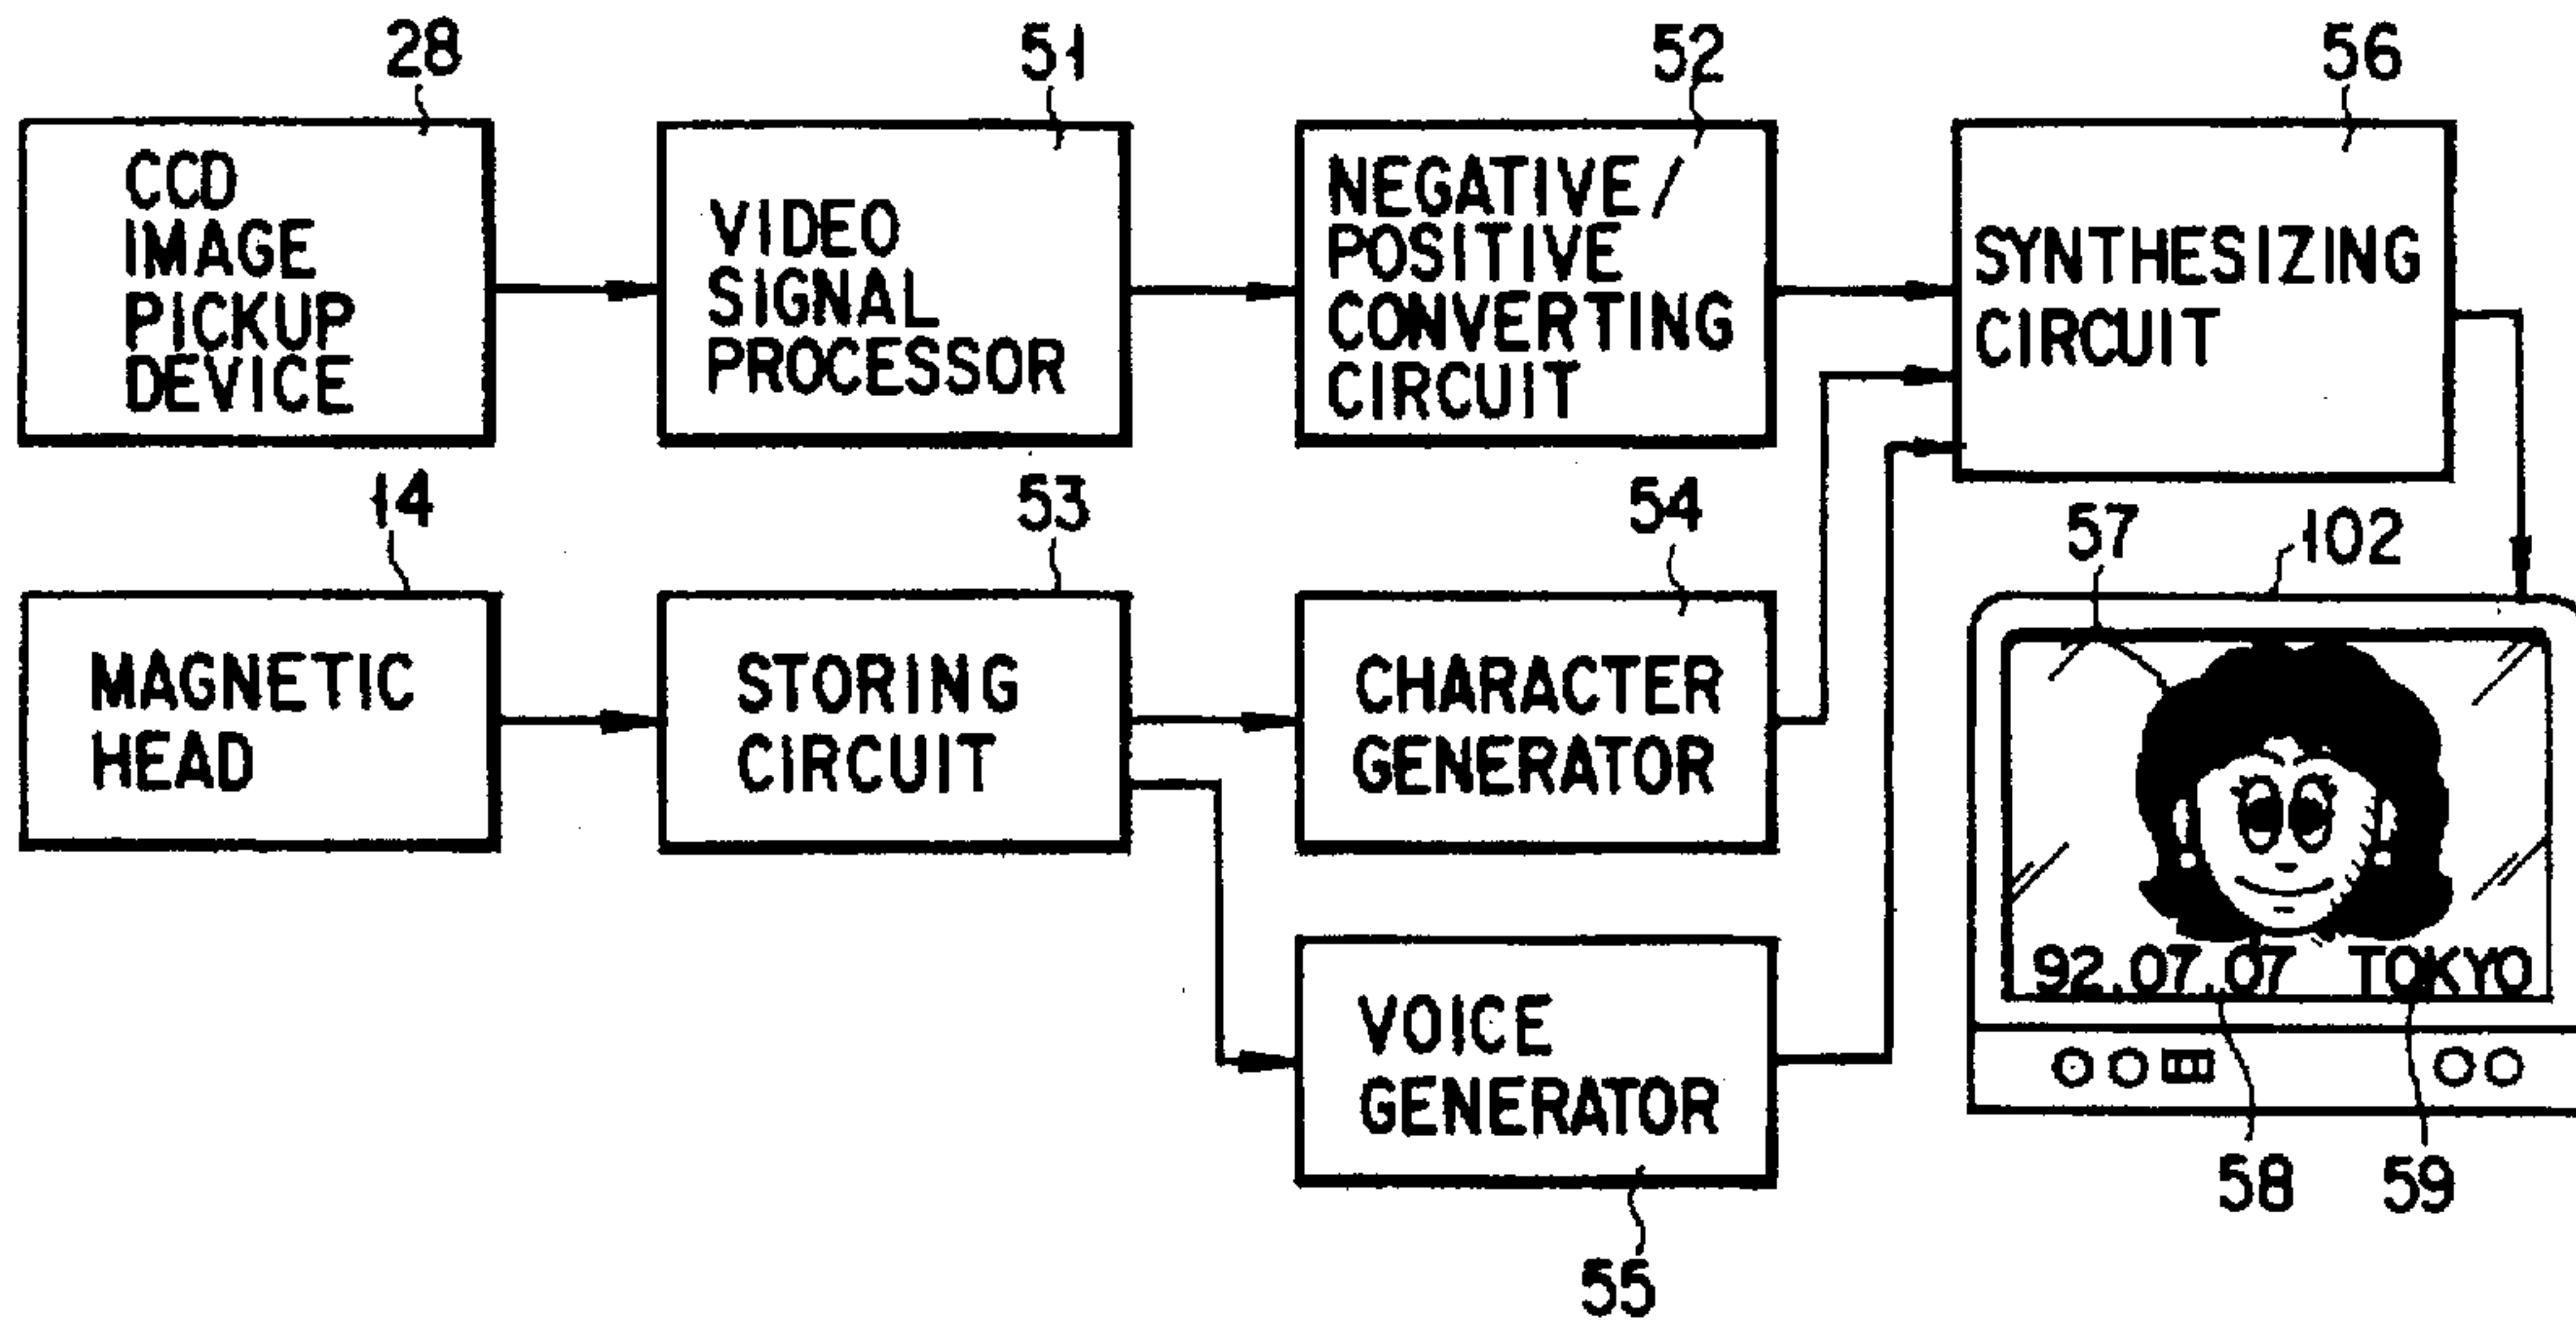 28
51
52
56
CCD
IMAGE
PICKUP
DEVICE
VIDEO
SIGNAL
PROCESSOR
NEGATIVE/
POSITIVE
CONVERTING
CIRCUIT
SYNTHESIZING
CIRCUIT
14
53
54
57
102
MAGNETIC
HEAD
STORING
CIRCUIT
CHARACTER
GENERATOR
92.07.07 TOKYO
VOICE
GENERATOR
58
59
55